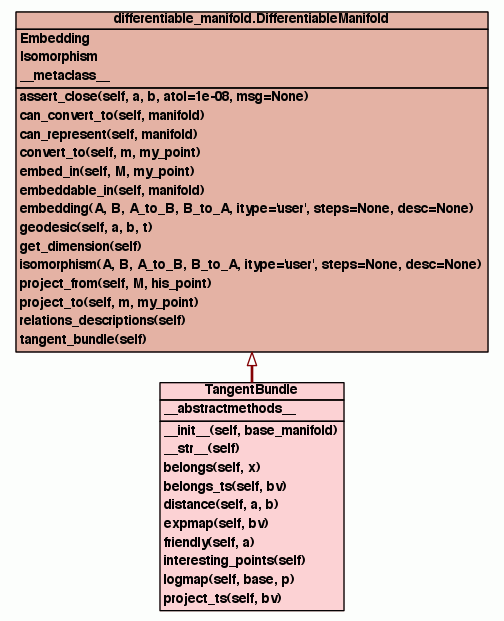 differentiable_manifold.DifferentiableManifold
Embedding
Isomorphism
__metaclass__
assert_close(self, a, b, atol=1e-08, msg=None)
can_convert_to(self, manifold)
can_represent(self, manifold)
convert_to(self, m, my_point)
embed_in(self, M, my_point)
embeddable_in(self, manifold)
embedding(A, B, A_to_B, B_to_A, itype='user', steps=None, desc=None)
geodesic(self, a, b, t)
get_dimension(self)
isomorphism(A, B, A_to_B, B_to_A, itype='user', steps=None, desc=None)
project_from(self, M, his_point)
project_to(self, m, my_point)
relations_descriptions(self)
tangent_bundle(self)
TangentBundle
__abstractmethods__
__init__(self, base_manifold)
__str__(self)
belongs(self, x)
belongs_ts(self, bv)
distance(self, a, b)
expmap(self, bv)
friendly(self, a)
interesting_points(self)
logmap(self, base, p)
project_ts(self, bv)